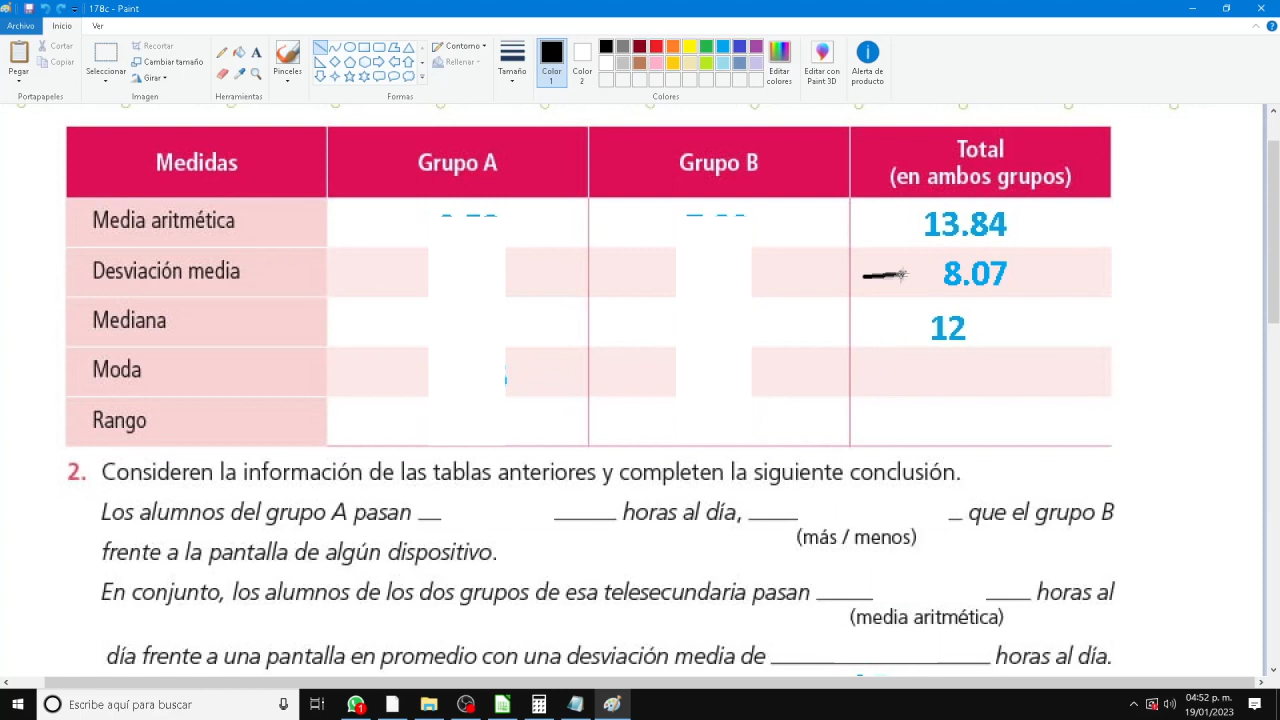 178c - Paint
Archivo Inicio Ver
Pegar Cortar Copiar Portapapeles
Seleccionar Recortar Cambiar tamaño Girar Imagen
Herramientas
Pinceles
Contorno Rellenar Formas
Tamaño
Color 1 Color 2 Editar colores Colores
Editar con Paint 3D
Alerta de producto
Medidas Grupo A Grupo B Total (en ambos grupos)
Media aritmética 13.84
Desviación media 8.07
Mediana 12
Moda
Rango
2. Consideren la información de las tablas anteriores y completen la siguiente conclusión.
Los alumnos del grupo A pasan __ ____ horas al día, ____ _ que el grupo B
(más / menos)
frente a la pantalla de algún dispositivo.
En conjunto, los alumnos de los dos grupos de esa telesecundaria pasan ____ ____ horas al
(media aritmética)
día frente a una pantalla en promedio con una desviación media de ________________ horas al día.
Escribe aquí para buscar
04:52 p. m.
19/01/2023